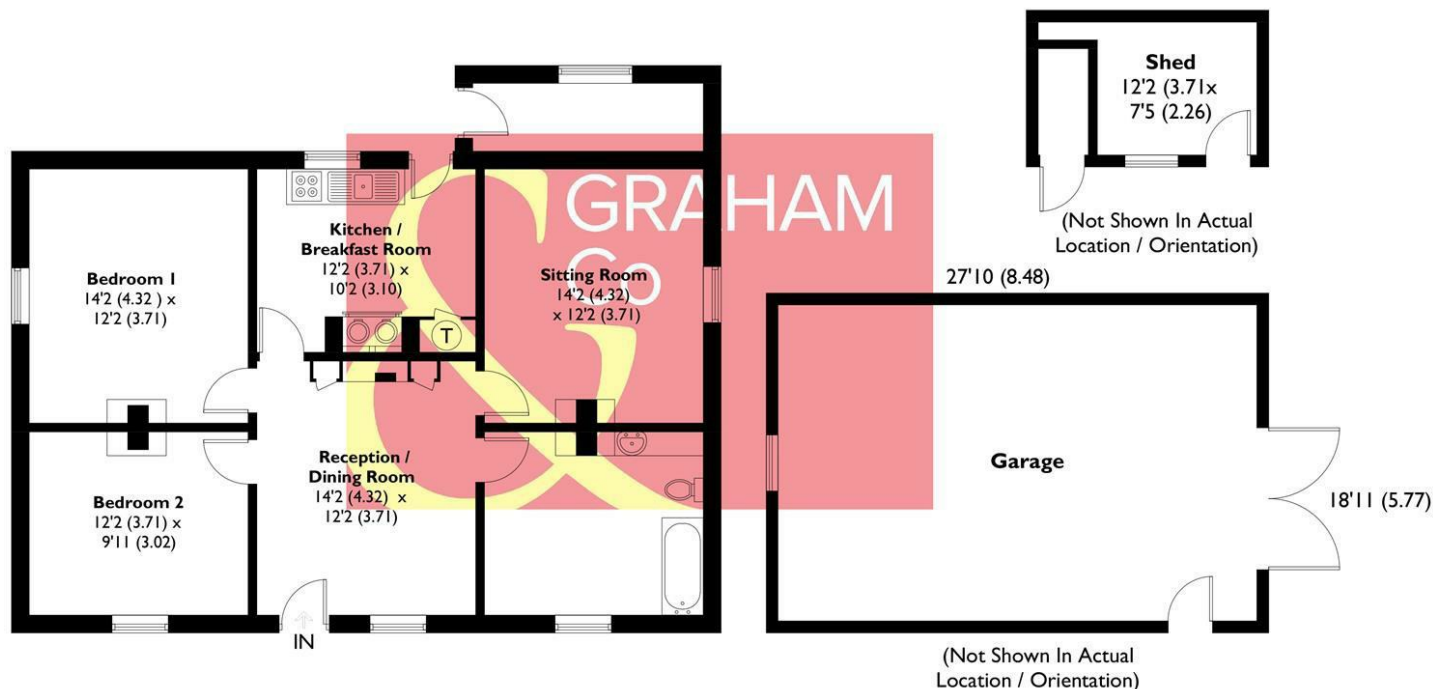 Shed
12'2 (3.71x
7'5 (2.26)
(Not Shown In Actual
Location / Orientation)
GRAHAM
&
Co
Kitchen /
Breakfast Room
12'2 (3.71) x
10'2 (3.10)
Bedroom 1
14'2 (4.32 ) x
12'2 (3.71)
Sitting Room
14'2 (4.32)
x 12'2 (3.71)
T
27'10 (8.48)
Garage
18'11 (5.77)
Reception /
Dining Room
14'2 (4.32) x
12'2 (3.71)
Bedroom 2
12'2 (3.71) x
9'11 (3.02)
IN
(Not Shown In Actual
Location / Orientation)